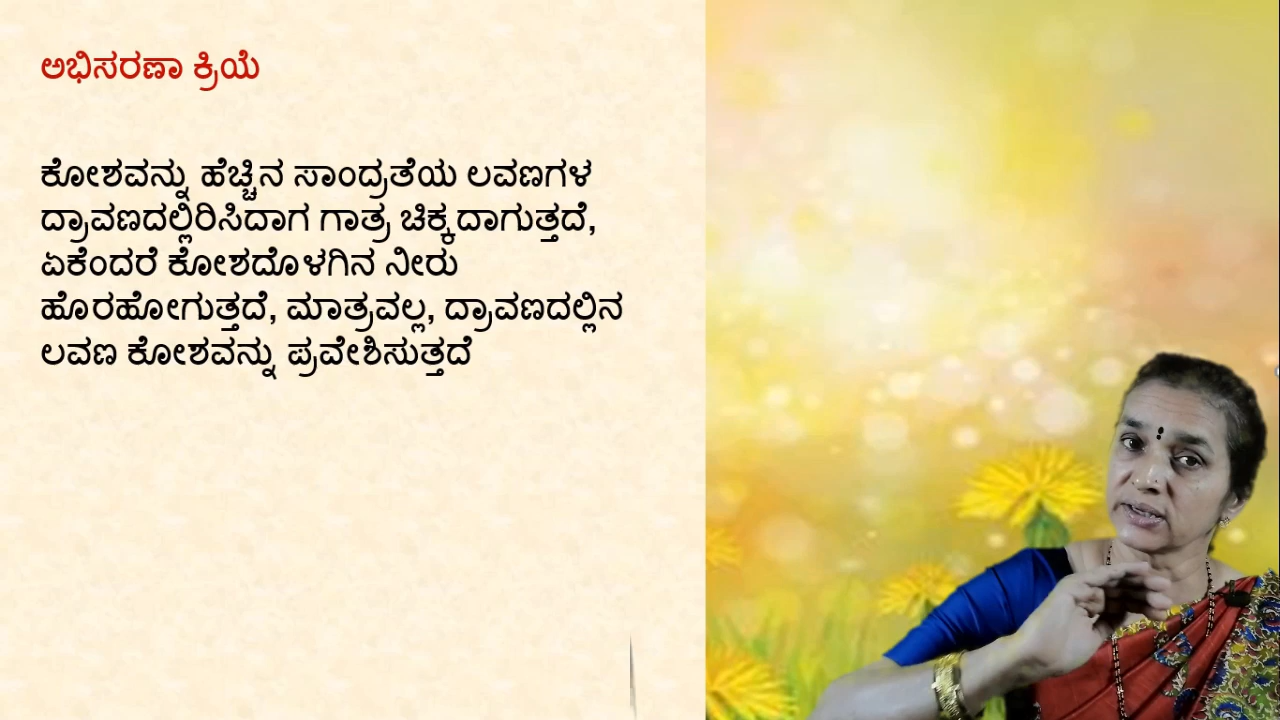 ಅಭಿಸರಣಾ ಕ್ರಿಯೆ
ಕೋಶವನ್ನು ಹೆಚ್ಚಿನ ಸಾಂದ್ರತೆಯ ಲವಣಗಳ
ದ್ರಾವಣದಲ್ಲಿರಿಸಿದಾಗ ಗಾತ್ರ ಚಿಕ್ಕದಾಗುತ್ತದೆ,
ಏಕೆಂದರೆ ಕೋಶದೊಳಗಿನ ನೀರು
ಹೊರಹೋಗುತ್ತದೆ, ಮಾತ್ರವಲ್ಲ, ದ್ರಾವಣದಲ್ಲಿನ
ಲವಣ ಕೋಶವನ್ನು ಪ್ರವೇಶಿಸುತ್ತದೆ